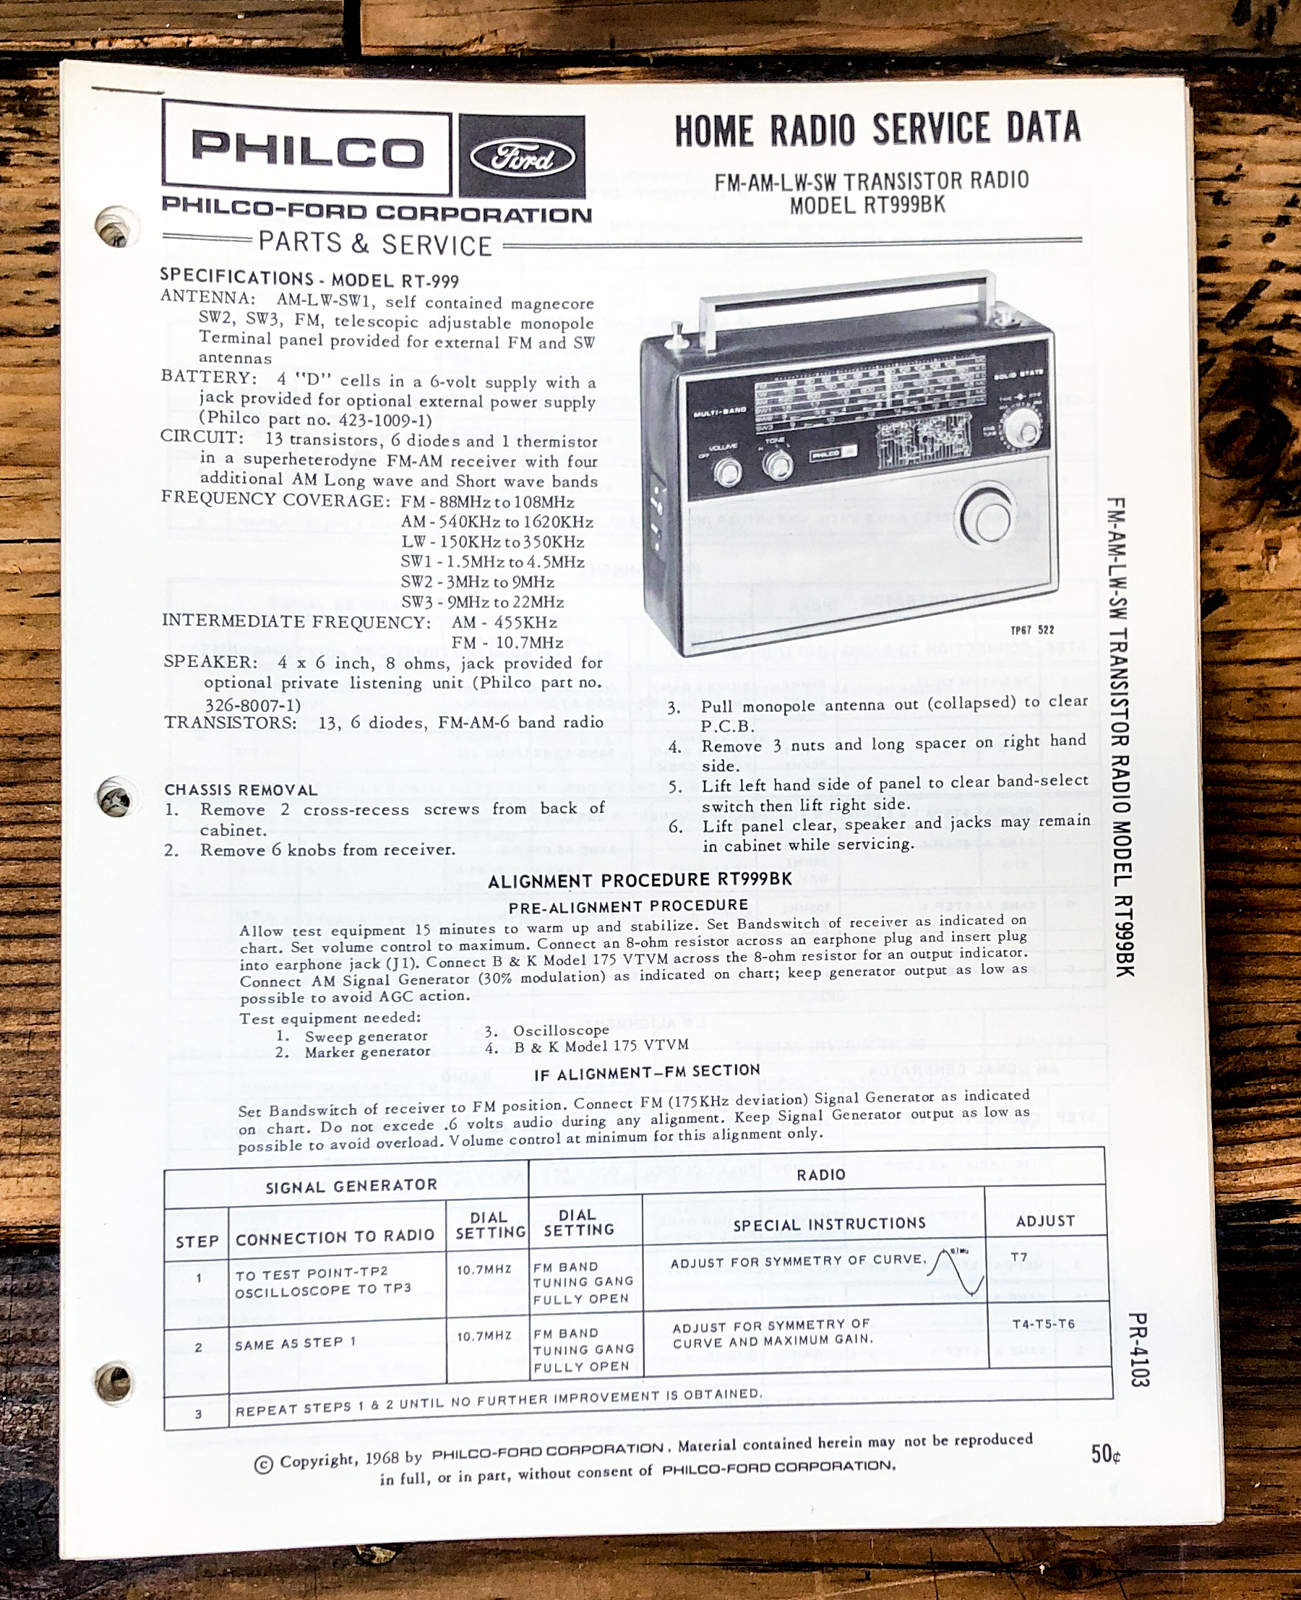 PHILCO
Ford
PHILCO-FORD CORPORATION
PARTS & SERVICE
HOME RADIO SERVICE DATA
FM-AM-LW-SW TRANSISTOR RADIO
MODEL RT999BK
SPECIFICATIONS - MODEL RT-999
ANTENNA: AM-LW-SW1, self contained magnecore
SW2, SW3, FM, telescopic adjustable monopole
Terminal panel provided for external FM and SW
antennas
BATTERY: 4 "D" cells in a 6-volt supply with a
jack provided for optional external power supply
(Philco part no. 423-1009-1)
CIRCUIT: 13 transistors, 6 diodes and 1 thermistor
in a superheterodyne FM-AM receiver with four
additional AM Long wave and Short wave bands
FREQUENCY COVERAGE: FM - 88MHz to 108MHz
AM - 540KHz to 1620KHz
LW - 150KHz to 350KHz
SW1 - 1.5MHz to 4.5MHz
SW2 - 3MHz to 9MHz
SW3 - 9MHz to 22MHz
INTERMEDIATE FREQUENCY: AM - 455KHz
FM - 10.7MHz
SPEAKER: 4 x 6 inch, 8 ohms, jack provided for
optional private listening unit (Philco part no.
326-8007-1)
TRANSISTORS: 13, 6 diodes, FM-AM-6 band radio
MULTI-BAND
SOLID STATE
VOLUME
OFF
TONE
PHILCO
TP67 522
CHASSIS REMOVAL
1. Remove 2 cross-recess screws from back of
cabinet.
2. Remove 6 knobs from receiver.
3. Pull monopole antenna out (collapsed) to clear
P.C.B.
4. Remove 3 nuts and long spacer on right hand
side.
5. Lift left hand side of panel to clear band-select
switch then lift right side.
6. Lift panel clear, speaker and jacks may remain
in cabinet while servicing.
ALIGNMENT PROCEDURE RT999BK
PRE-ALIGNMENT PROCEDURE
Allow test equipment 15 minutes to warm up and stabilize. Set Bandswitch of receiver as indicated on
chart. Set volume control to maximum. Connect an 8-ohm resistor across an earphone plug and insert plug
into earphone jack (J1). Connect B & K Model 175 VTVM across the 8-ohm resistor for an output indicator.
Connect AM Signal Generator (30% modulation) as indicated on chart; keep generator output as low as
possible to avoid AGC action.
Test equipment needed:
1. Sweep generator
2. Marker generator
3. Oscilloscope
4. B & K Model 175 VTVM
IF ALIGNMENT-FM SECTION
Set Bandswitch of receiver to FM position. Connect FM (175KHz deviation) Signal Generator as indicated
on chart. Do not excede .6 volts audio during any alignment. Keep Signal Generator output as low as
possible to avoid overload. Volume control at minimum for this alignment only.
SIGNAL GENERATOR
RADIO
STEP
CONNECTION TO RADIO
DIAL
SETTING
DIAL
SETTING
SPECIAL INSTRUCTIONS
ADJUST
1
TO TEST POINT-TP2
OSCILLOSCOPE TO TP3
10.7MHZ
FM BAND
TUNING GANG
FULLY OPEN
ADJUST FOR SYMMETRY OF CURVE.
T7
2
SAME AS STEP 1
10.7MHZ
FM BAND
TUNING GANG
FULLY OPEN
ADJUST FOR SYMMETRY OF
CURVE AND MAXIMUM GAIN.
T4-T5-T6
3
REPEAT STEPS 1 & 2 UNTIL NO FURTHER IMPROVEMENT IS OBTAINED.
© Copyright, 1968 by PHILCO-FORD CORPORATION. Material contained herein may not be reproduced
in full, or in part, without consent of PHILCO-FORD CORPORATION.
50¢
FM-AM-LW-SW TRANSISTOR RADIO MODEL RT999BK
PR-4103